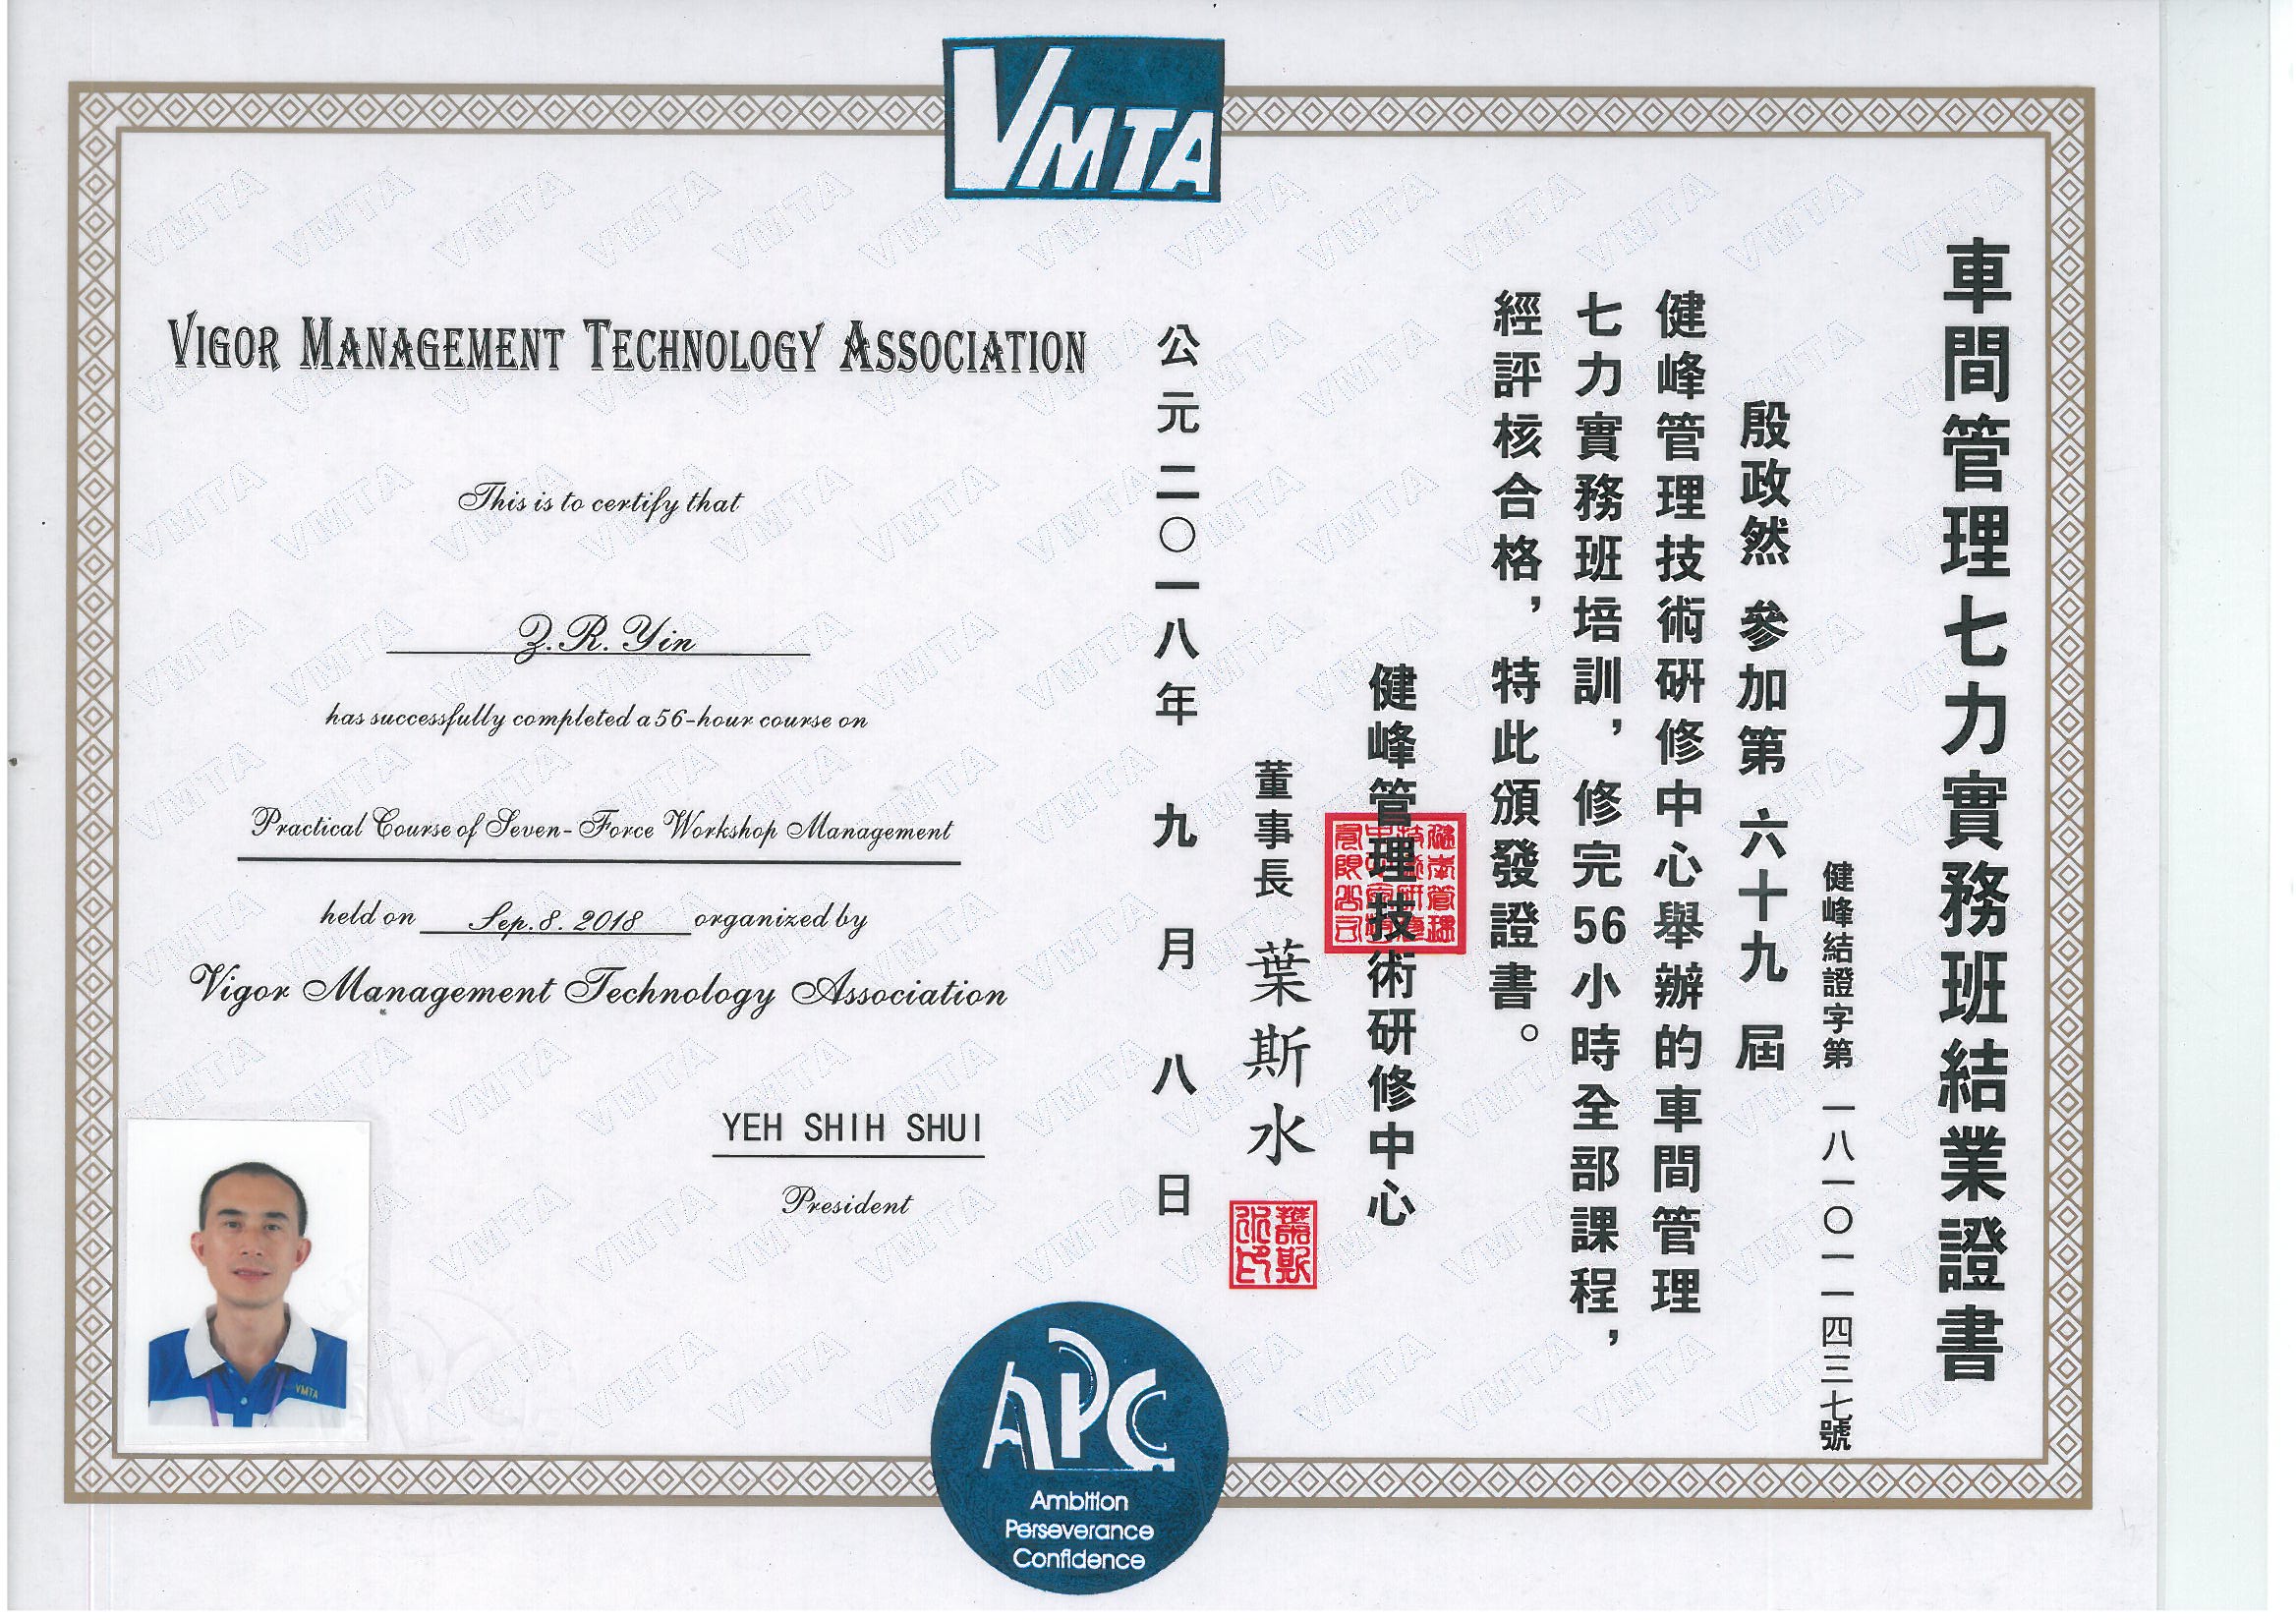 VMTA
VIGOR MANAGEMENT TECHNOLOGY ASSOCIATION
This is to certify that
Z.R.Yin
has successfully completed a 56-hour course on
Practical Course of Seven-Force Workshop Management
held on Sep.8.2018 organized by
Vigor Management Technology Association
YEH SHIH SHUI
President
VMTA
車間管理七力實務班結業證書
健峰結證字第 一八一〇一一四三七號
殷政然 參加第 六十九 屆
健峰管理技術研修中心舉辦的車間管理
七力實務班培訓，修完56小時全部課程，
經評核合格，特此頒發證書。
健峰管理技術研修中心
董事長 葉斯水
葉斯水印
公元二〇一八年 九 月 八 日
APC
Ambition
Perseverance
Confidence